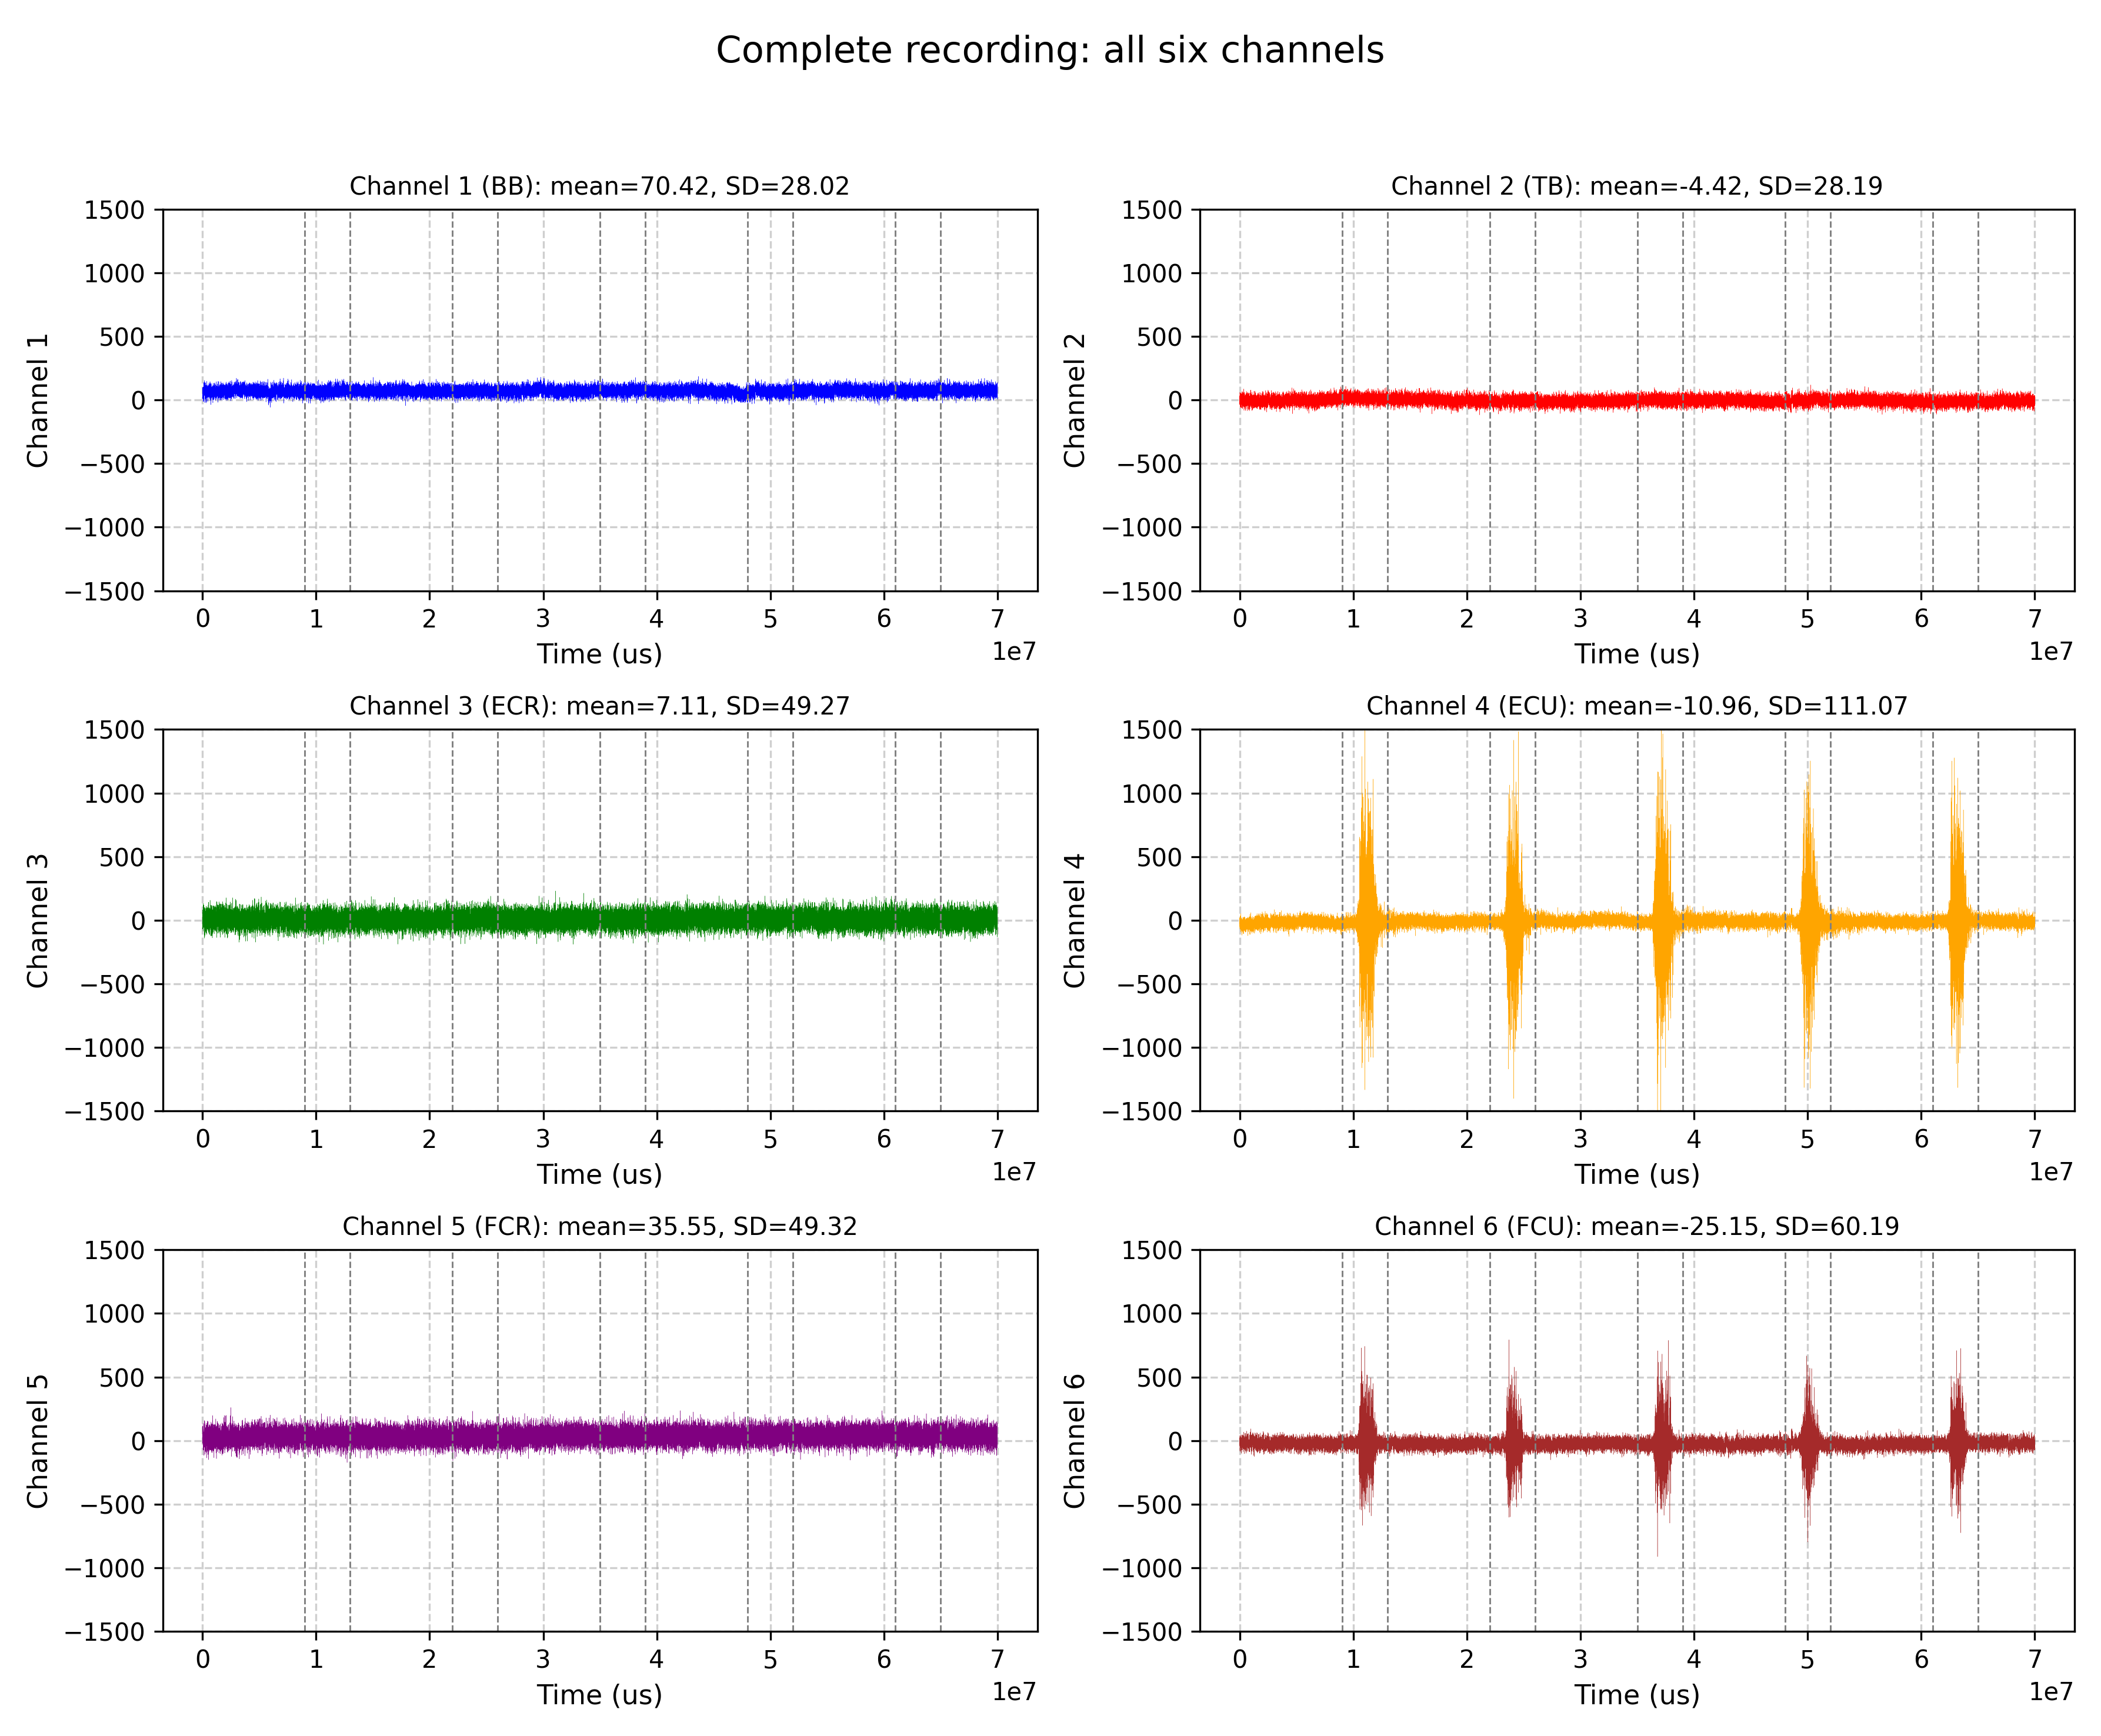 Complete recording: all six channels
Channel 1 (BB): mean=70.42, SD=28.02
1500
1000
500
0
−500
−1000
−1500
Channel 1
0 1 2 3 4 5 6 7
1e7
Time (us)
Channel 2 (TB): mean=-4.42, SD=28.19
1500
1000
500
0
−500
−1000
−1500
Channel 2
0 1 2 3 4 5 6 7
1e7
Time (us)
Channel 3 (ECR): mean=7.11, SD=49.27
1500
1000
500
0
−500
−1000
−1500
Channel 3
0 1 2 3 4 5 6 7
1e7
Time (us)
Channel 4 (ECU): mean=-10.96, SD=111.07
1500
1000
500
0
−500
−1000
−1500
Channel 4
0 1 2 3 4 5 6 7
1e7
Time (us)
Channel 5 (FCR): mean=35.55, SD=49.32
1500
1000
500
0
−500
−1000
−1500
Channel 5
0 1 2 3 4 5 6 7
1e7
Time (us)
Channel 6 (FCU): mean=-25.15, SD=60.19
1500
1000
500
0
−500
−1000
−1500
Channel 6
0 1 2 3 4 5 6 7
1e7
Time (us)